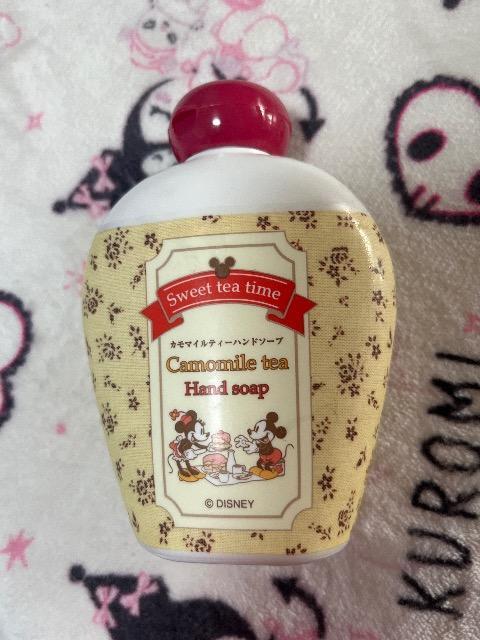 Sweet tea time
カモマイルティーハンドソープ
Camomile tea
Hand soap
© DISNEY
KUROMI